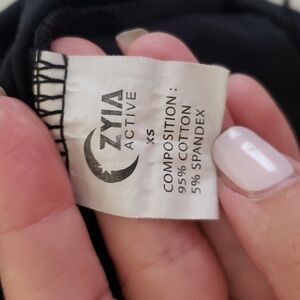 ZYIA
ACTIVE
XS
COMPOSITION :
95% COTTON
5% SPANDEX